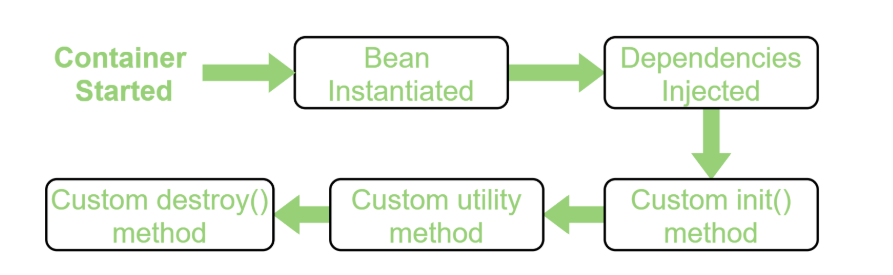 Container
Started
Bean
Instantiated
Dependencies
Injected
Custom init()
method
Custom utility
method
Custom destroy()
method